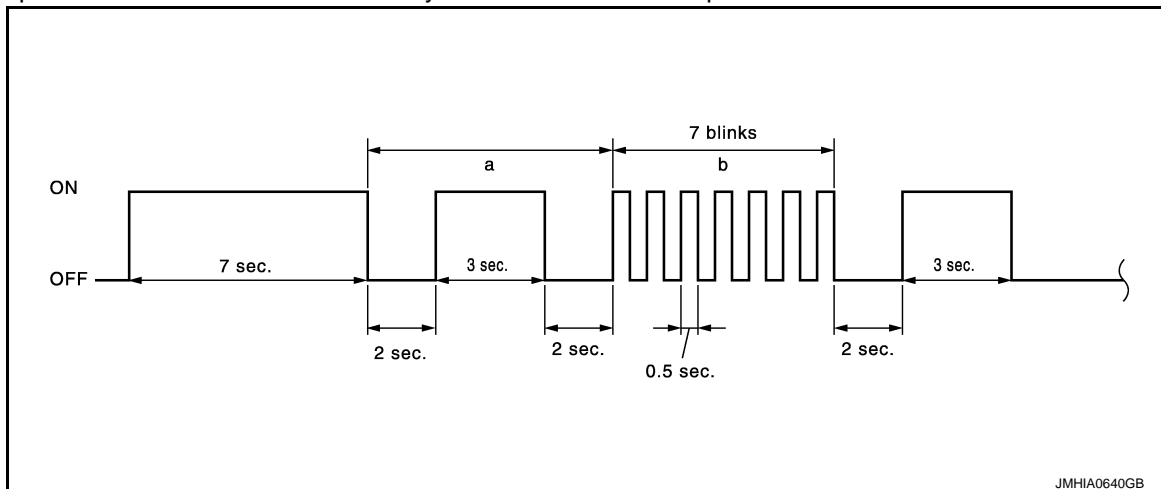 7 blinks
a
b
ON
7 sec.
3 sec.
3 sec.
OFF
2 sec.
2 sec.
2 sec.
0.5 sec.
JMHIA0640GB